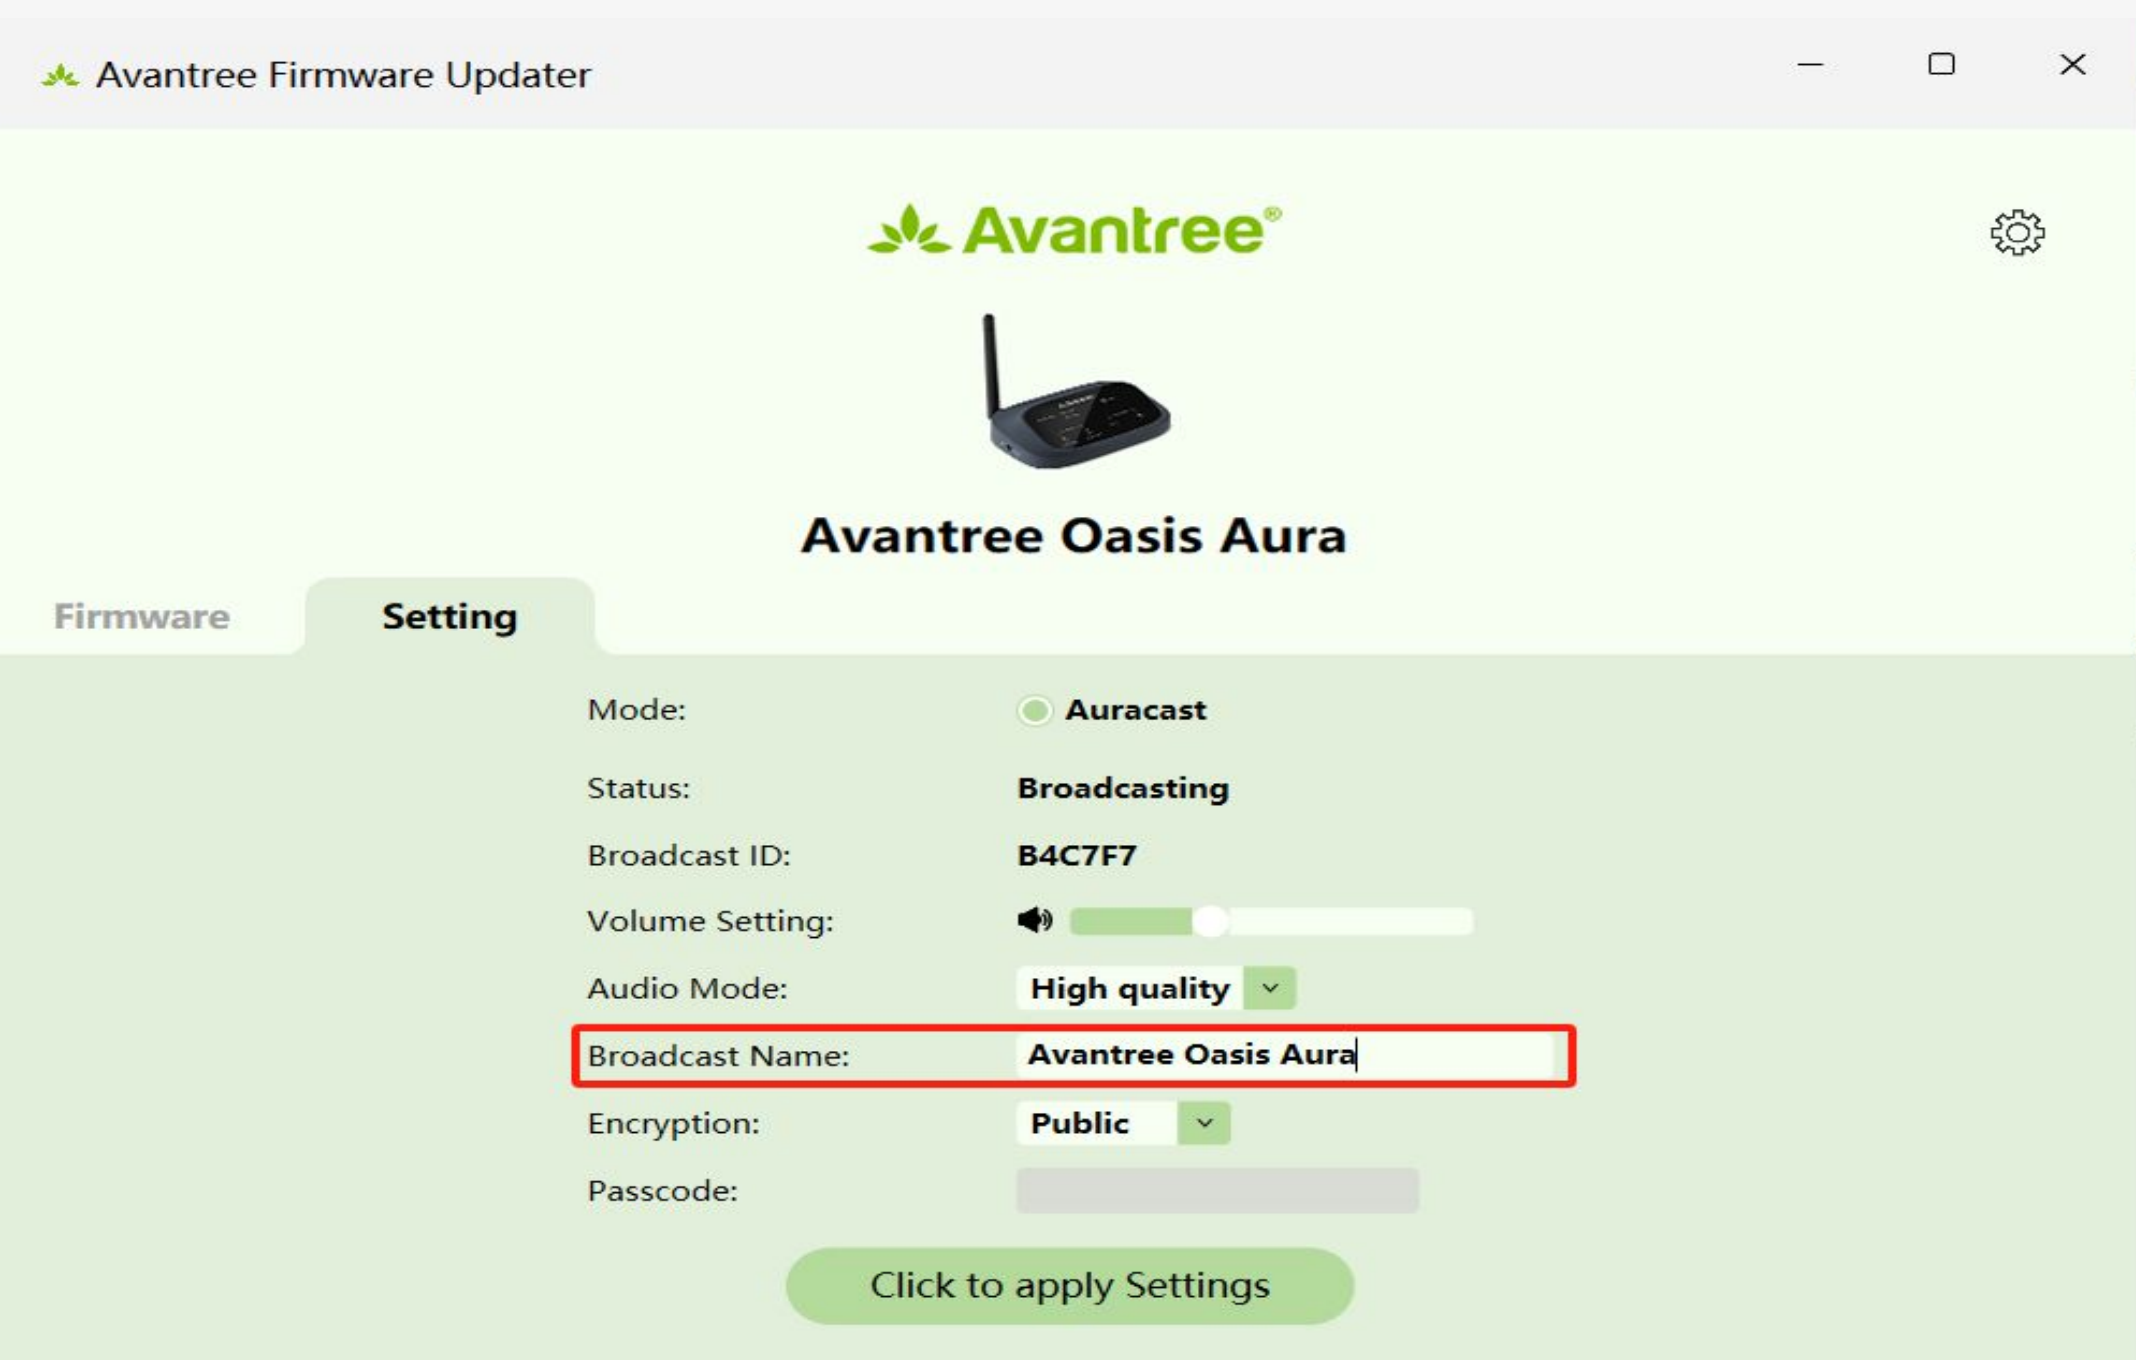 Avantree Firmware Updater
Avantree®
Avantree Oasis Aura
Firmware
Setting
Mode: Auracast
Status: Broadcasting
Broadcast ID: B4C7F7
Volume Setting:
Audio Mode: High quality
Broadcast Name: Avantree Oasis Aura
Encryption: Public
Passcode:
Click to apply Settings